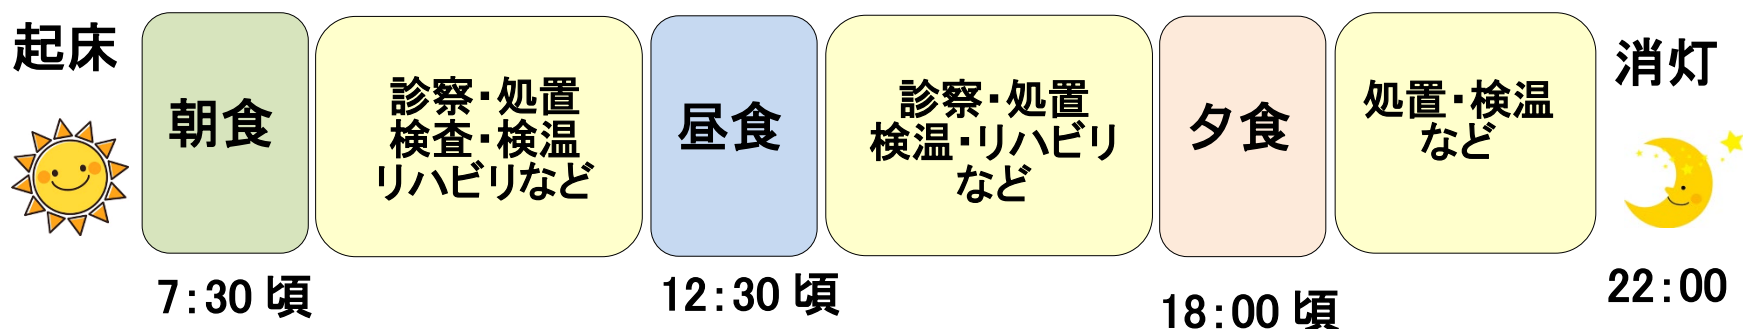 起床
朝食
7:30 頃
診察・処置
検査・検温
リハビリなど
昼食
12:30 頃
診察・処置
検温・リハビリ
など
夕食
18:00 頃
処置・検温
など
消灯
22:00